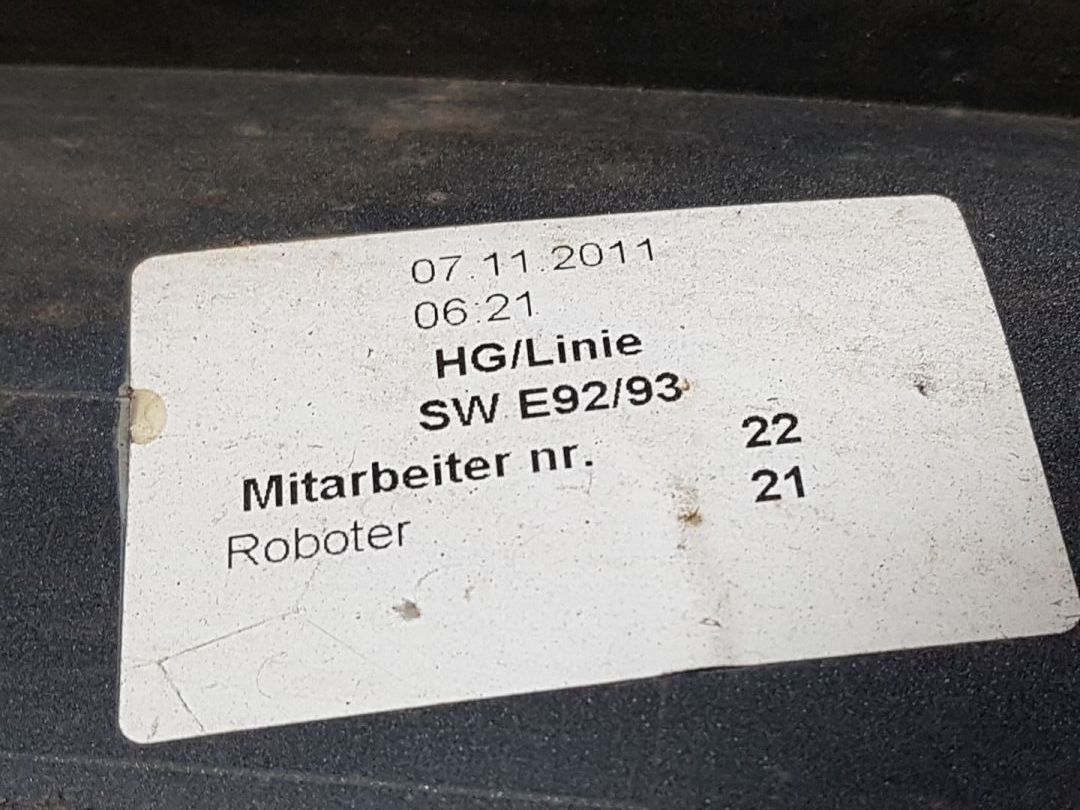 07.11.2011
06:21
HG/Linie
SW E92/93
Mitarbeiter nr. 22
Roboter 21